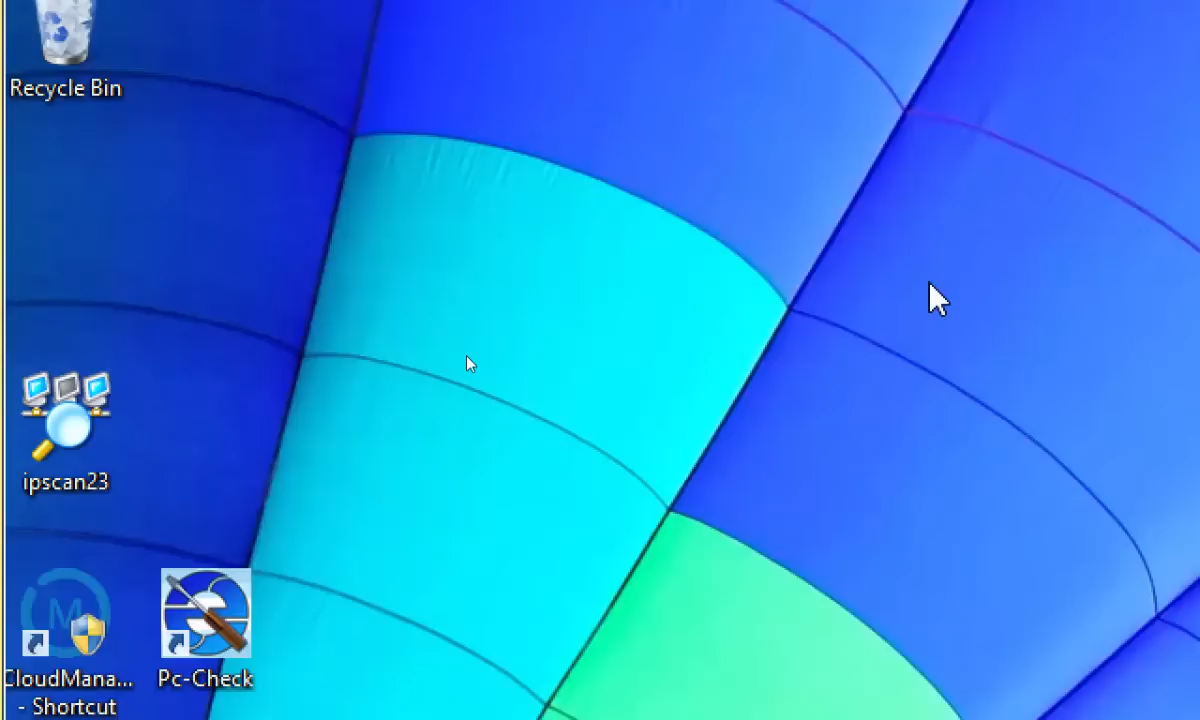 Recycle Bin
ipscan23
CloudMana...
- Shortcut
Pc-Check
M